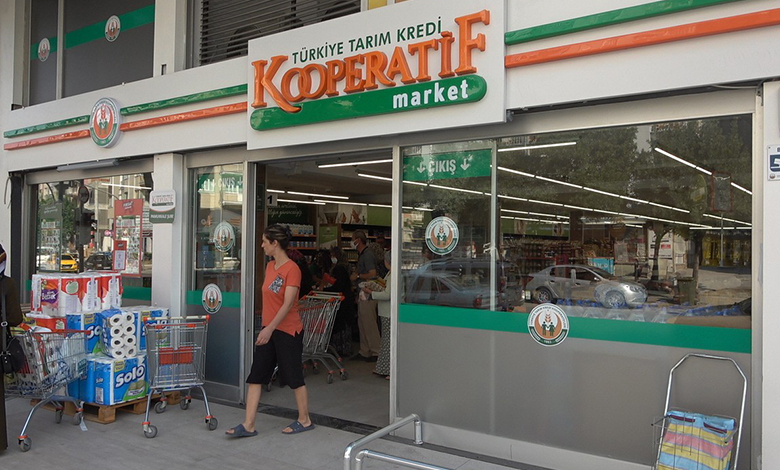 TÜRKİYE TARIM KREDİ
KOOPERATİF
market
ÇIKIŞ
Solo